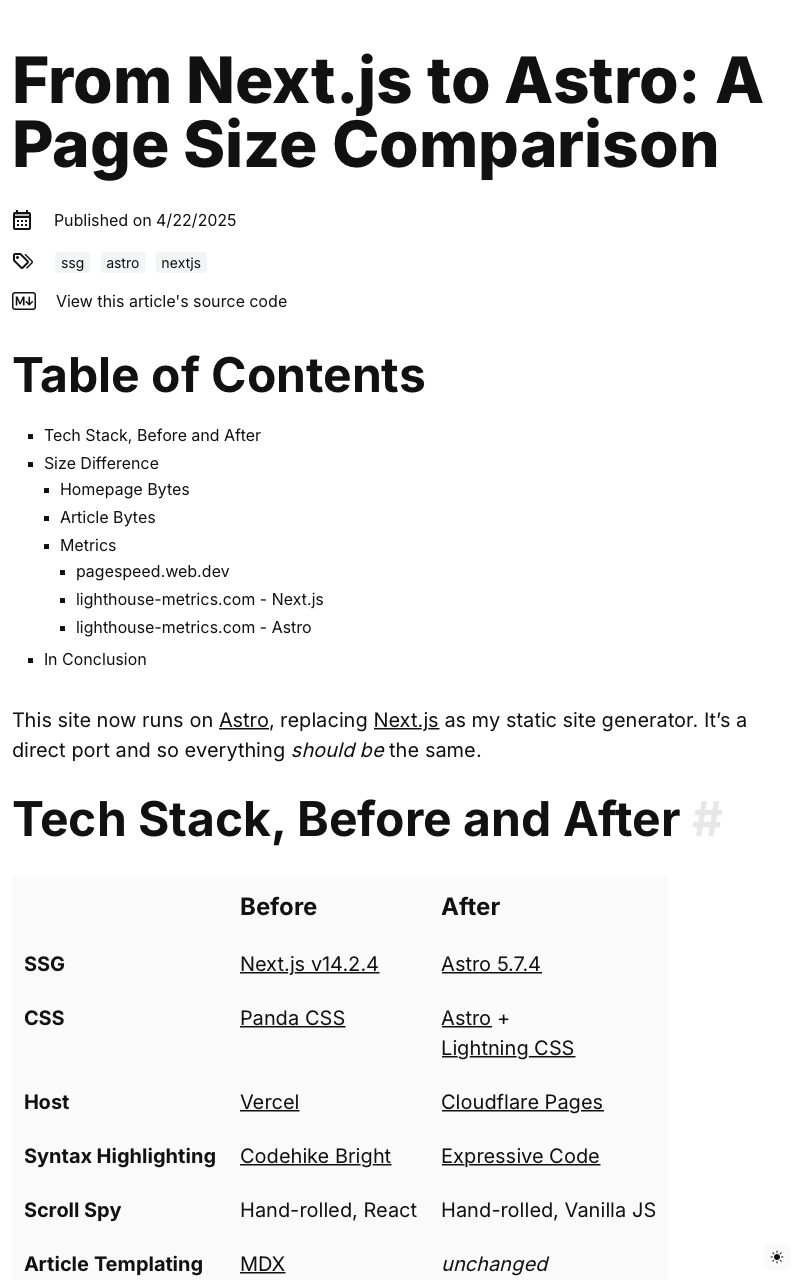 From Next.js to Astro: A
Page Size Comparison
Published on 4/22/2025
ssg astro nextjs
View this article's source code
Table of Contents
Tech Stack, Before and After
Size Difference
Homepage Bytes
Article Bytes
Metrics
pagespeed.web.dev
lighthouse-metrics.com - Next.js
lighthouse-metrics.com - Astro
In Conclusion
This site now runs on Astro, replacing Next.js as my static site generator. It’s a
direct port and so everything should be the same.
Tech Stack, Before and After #
Before After
SSG Next.js v14.2.4 Astro 5.7.4
CSS Panda CSS Astro +
Lightning CSS
Host Vercel Cloudflare Pages
Syntax Highlighting Codehike Bright Expressive Code
Scroll Spy Hand-rolled, React Hand-rolled, Vanilla JS
Article Templating MDX unchanged